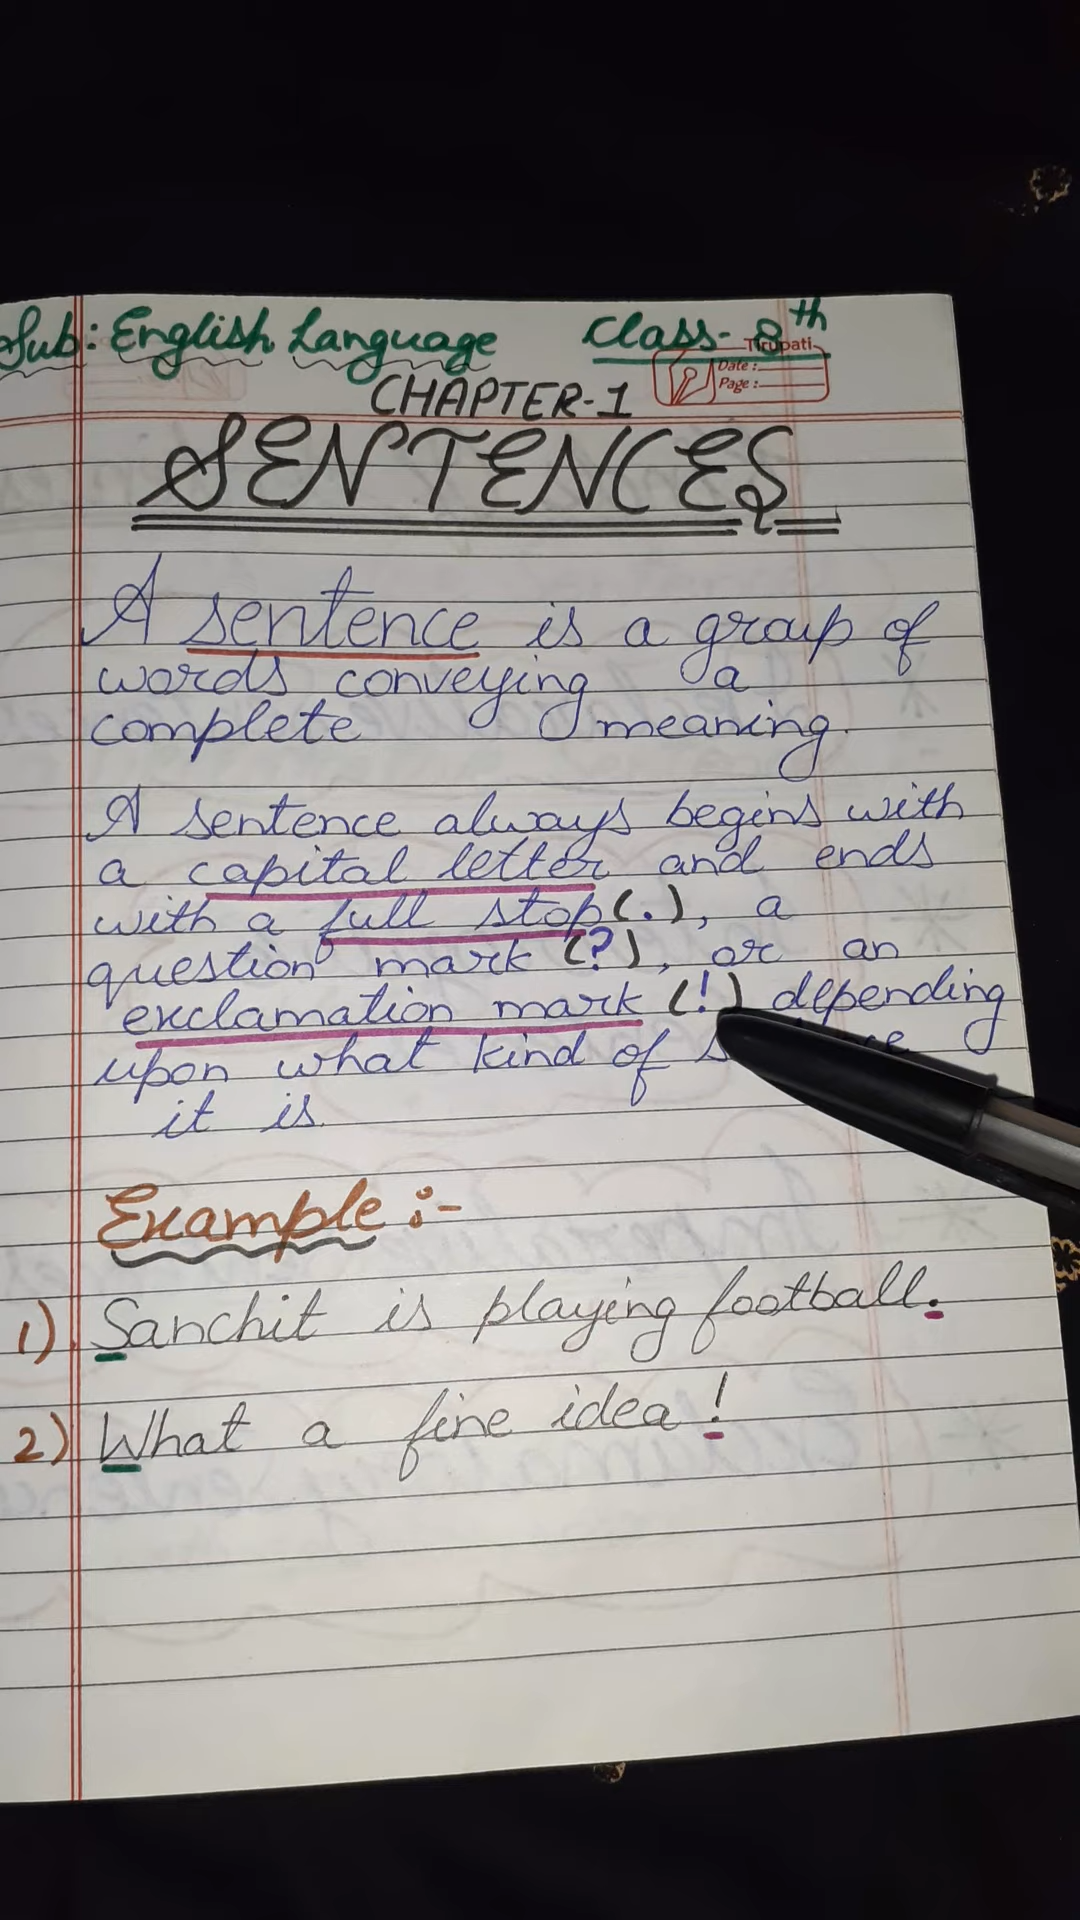 Sub: English Language Class- 8th
Tirupati
Date :
Page :
CHAPTER-1
SENTENCES
A sentence is a group of
words conveying a
complete meaning.
A sentence always begins with
a capital letter and ends
with a full stop(.), a
question mark (?), or an
exclamation mark (!) depending
upon what kind of
it is.
Example :-
1) Sanchit is playing football.
2) What a fine idea !